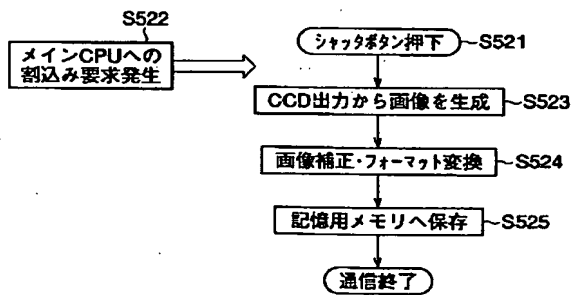 S522
メインCPUへの
割込み要求発生
シャッタボタン押下
S521
CCD出力から画像を生成
S523
画像補正・フォーマット変換
S524
記憶用メモリへ保存
S525
通信終了